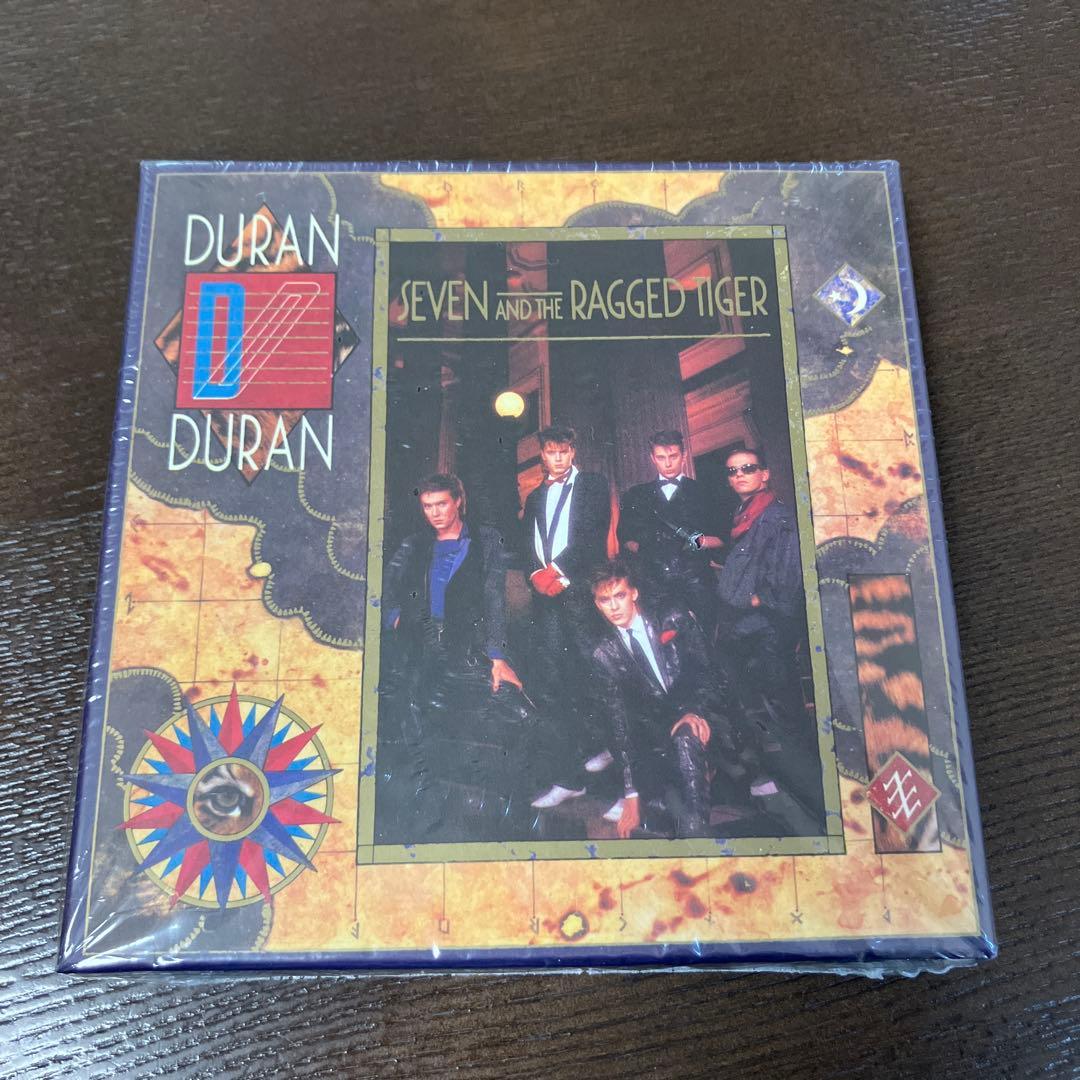 DURAN
D
DURAN
SEVEN AND THE RAGGED TIGER